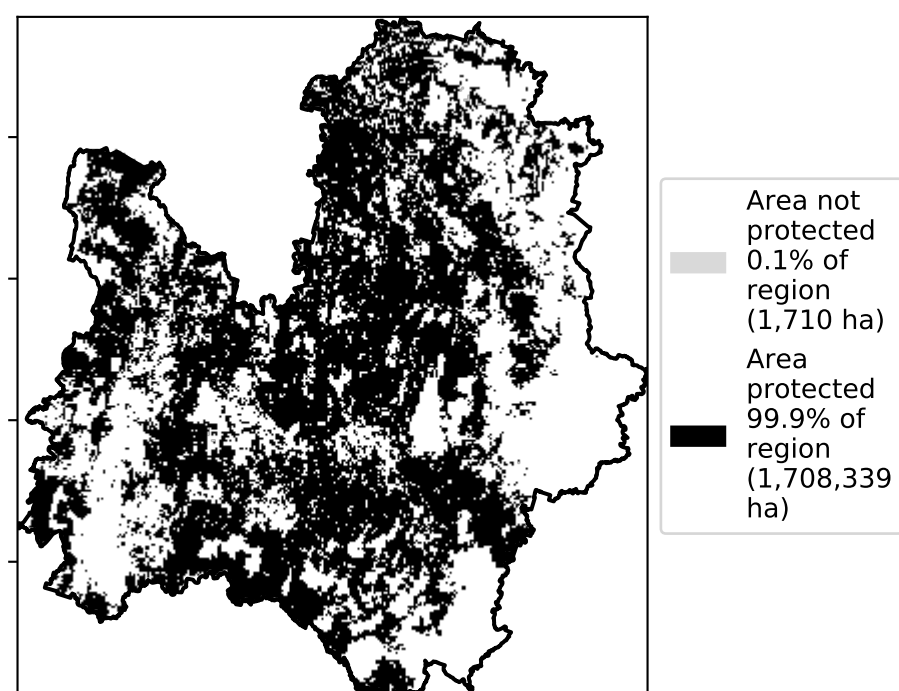 Area not
protected
0.1% of
region
(1,710 ha)
Area
protected
99.9% of
region
(1,708,339
ha)